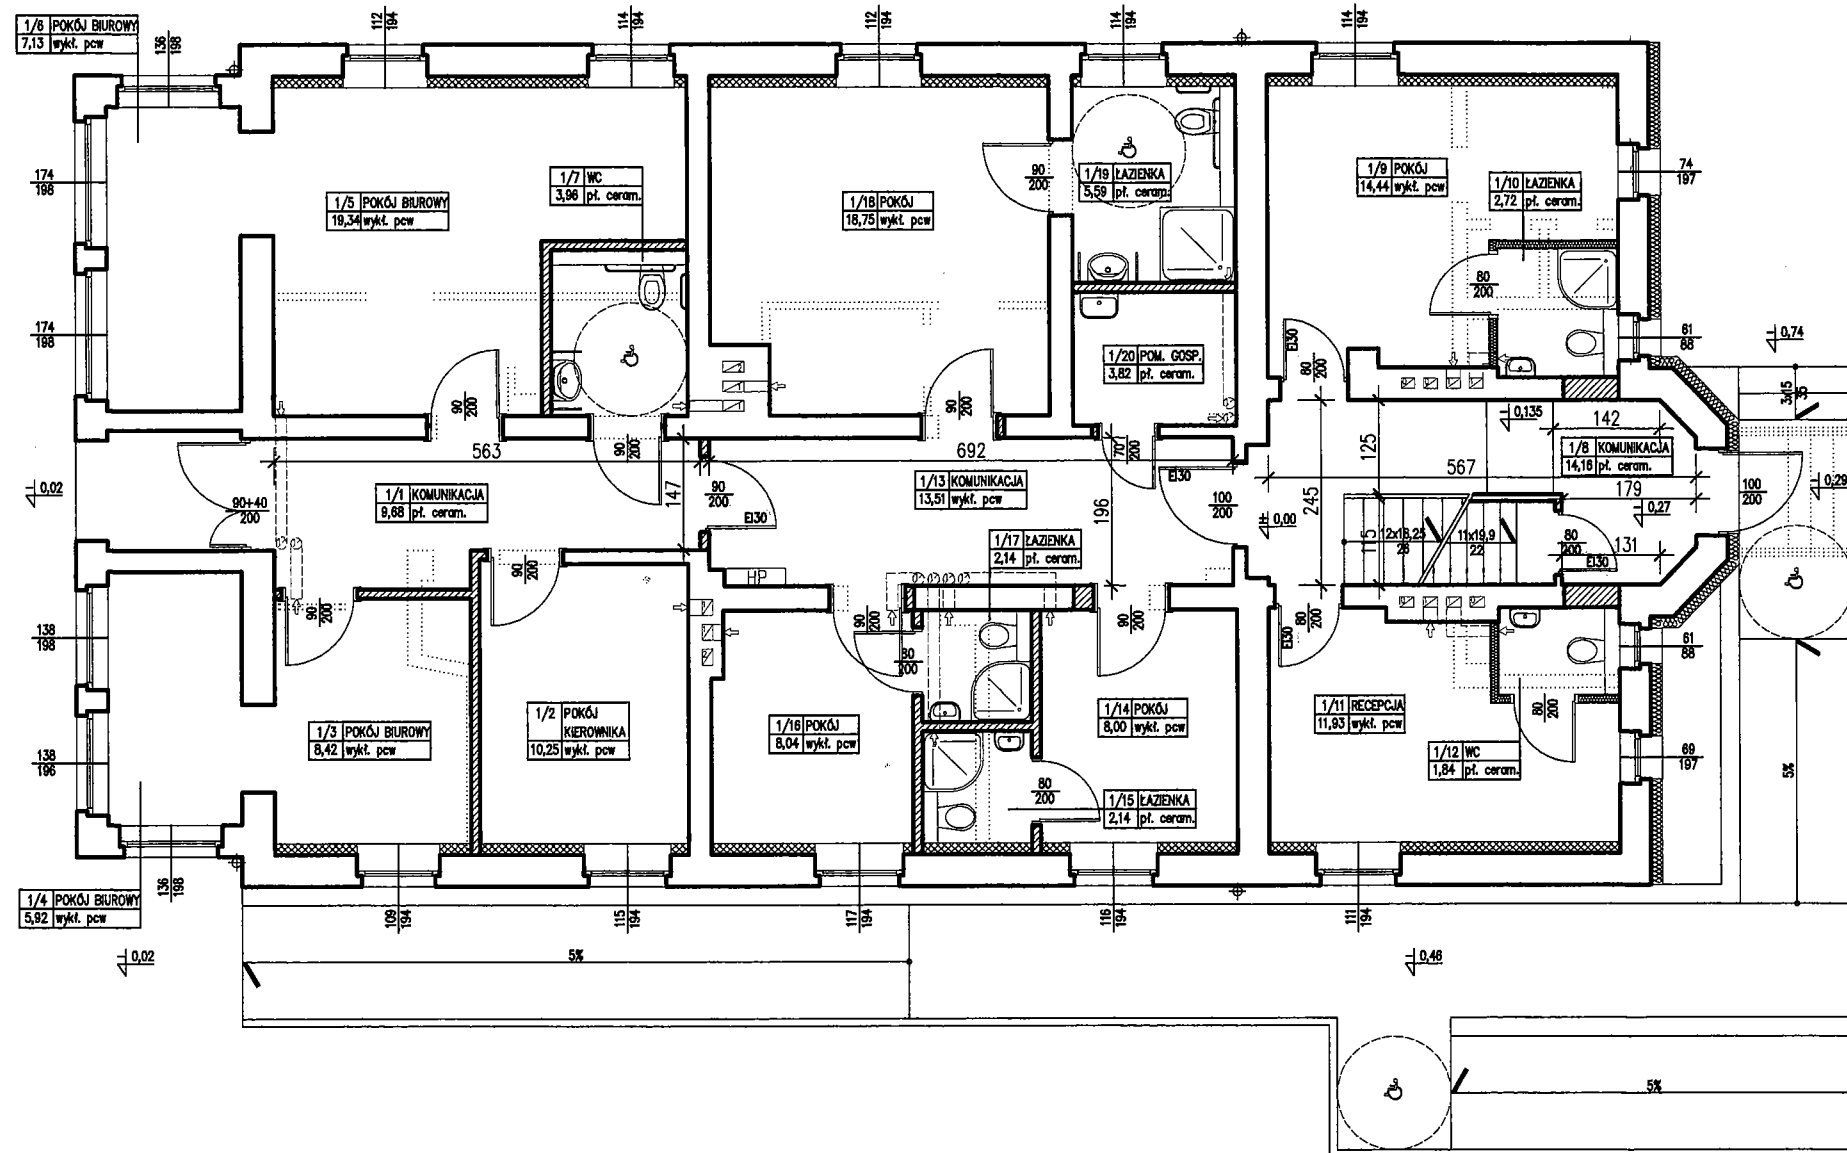 1/6 POKÓJ BIUROWY
7,13 wykł. pcw
136
198
112
194
114
194
112
194
114
194
114
194
174
198
1/5 POKÓJ BIUROWY
19,34 wykł. pcw
1/7 WC
3,96 pł. ceram.
1/18 POKÓJ
18,75 wykł. pcw
90
200
1/19 ŁAZIENKA
5,59 pł. ceram.
1/9 POKÓJ
14,44 wykł. pcw
1/10 ŁAZIENKA
2,72 pł. ceram.
74
197
174
198
80
200
61
88
0,74
1/20 POM. GOSP.
3,82 pł. ceram.
EI30
80
200
3x15
35
90
200
90
200
90
200
70
200
0,135
142
563
692
125
1/8 KOMUNIKACJA
14,16 pł. ceram.
0,02
1/1 KOMUNIKACJA
9,68 pł. ceram.
147
90
200
EI30
1/13 KOMUNIKACJA
13,51 wykł. pcw
EI30
567
179
100
200
0,29
90+40
200
196
100
200
0,00
245
0,27
115
12x18,25
28
11x19,9
22
80
200
EI30
131
1/17 ŁAZIENKA
2,14 pł. ceram.
90
200
HP
90
200
90
200
80
200
90
200
EI30
80
200
138
198
61
88
1/3 POKÓJ BIUROWY
8,42 wykł. pcw
1/2 POKÓJ
KIEROWNIKA
10,25 wykł. pcw
1/16 POKÓJ
8,04 wykł. pcw
1/14 POKÓJ
8,00 wykł. pcw
1/11 RECEPCJA
11,93 wykł. pcw
80
200
138
196
1/12 WC
1,84 pł. ceram.
69
197
5%
80
200
1/15 ŁAZIENKA
2,14 pł. ceram.
1/4 POKÓJ BIUROWY
5,92 wykł. pcw
136
198
109
194
115
194
117
194
116
194
111
194
0,02
5%
0,46
5%